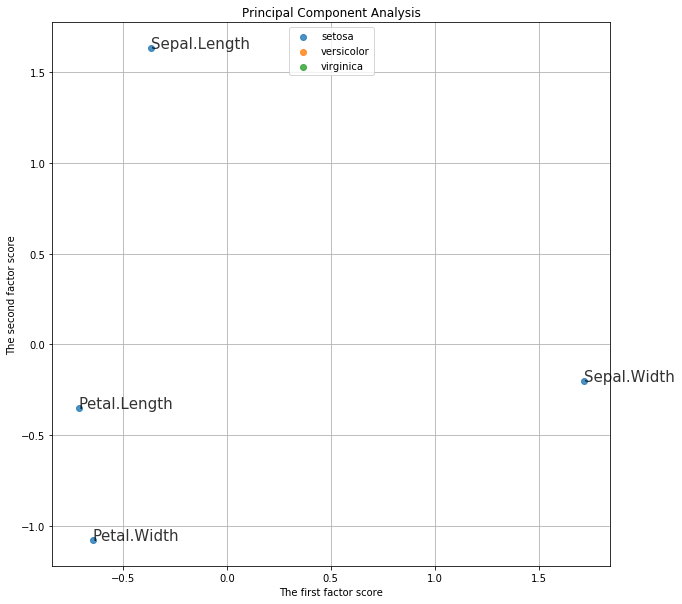 Principal Component Analysis
setosa
versicolor
virginica
Sepal.Length
Sepal.Width
Petal.Length
Petal.Width
The second factor score
1.5
1.0
0.5
0.0
−0.5
−1.0
−0.5
0.0
0.5
1.0
1.5
The first factor score